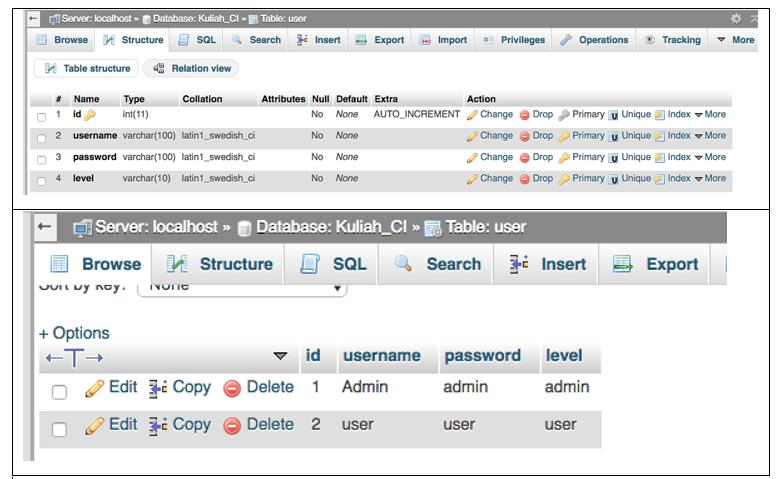 Server: localhost » Database: Kuliah_CI » Table: user
Browse Structure SQL Search Insert Export Import Privileges Operations Tracking More
Table structure Relation view
# Name Type Collation Attributes Null Default Extra Action
1 id int(11) No None AUTO_INCREMENT Change Drop Primary Unique Index More
2 username varchar(100) latin1_swedish_ci No None Change Drop Primary Unique Index More
3 password varchar(100) latin1_swedish_ci No None Change Drop Primary Unique Index More
4 level varchar(10) latin1_swedish_ci No None Change Drop Primary Unique Index More
Server: localhost » Database: Kuliah_CI » Table: user
Browse Structure SQL Search Insert Export
Sort by key: None
+ Options
←T→ id username password level
Edit Copy Delete 1 Admin admin admin
Edit Copy Delete 2 user user user